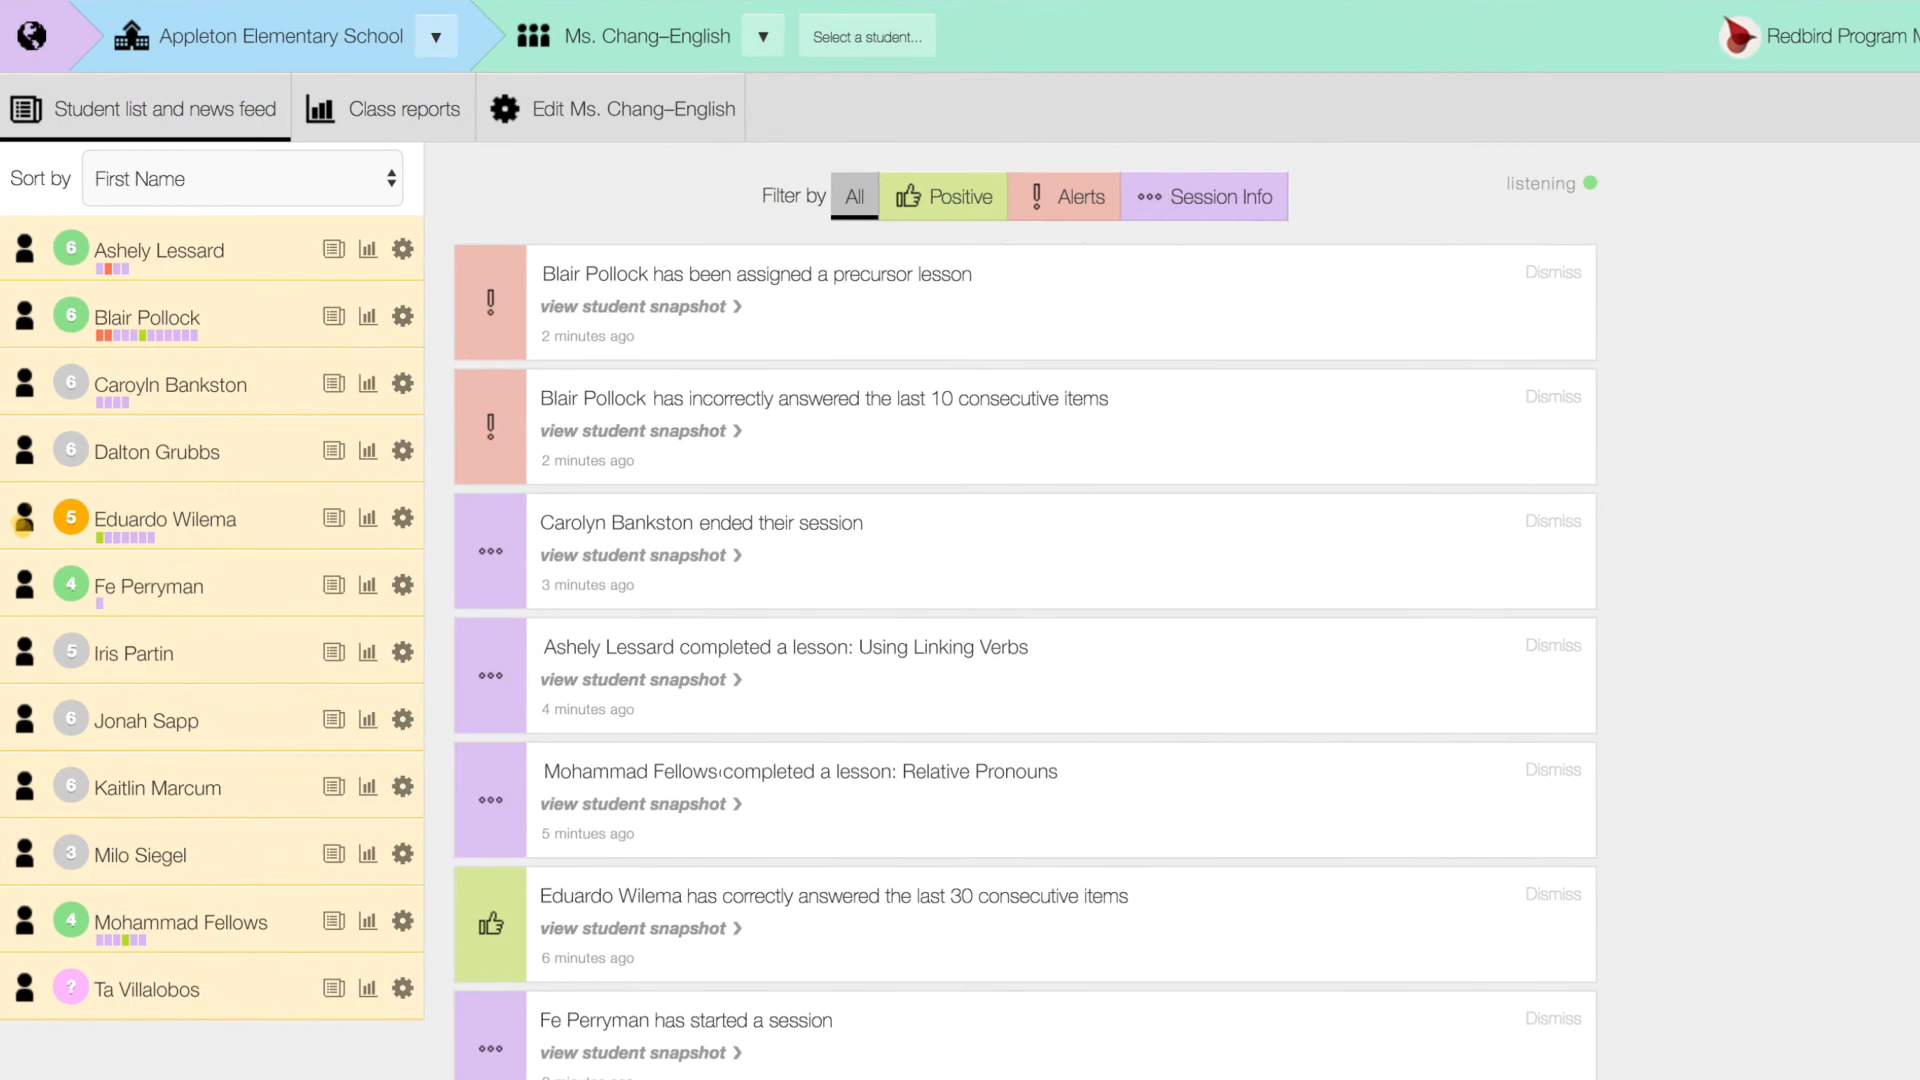 Appleton Elementary School ▼
Ms. Chang–English ▼
Select a student...
Redbird Program M
Student list and news feed
Class reports
Edit Ms. Chang–English
Sort by First Name
Filter by All Positive Alerts Session Info
listening
6 Ashely Lessard
6 Blair Pollock
6 Caroyln Bankston
6 Dalton Grubbs
5 Eduardo Wilema
4 Fe Perryman
5 Iris Partin
6 Jonah Sapp
6 Kaitlin Marcum
3 Milo Siegel
4 Mohammad Fellows
? Ta Villalobos
Blair Pollock has been assigned a precursor lesson Dismiss
view student snapshot ❯
2 minutes ago
Blair Pollock has incorrectly answered the last 10 consecutive items Dismiss
view student snapshot ❯
2 minutes ago
Carolyn Bankston ended their session Dismiss
view student snapshot ❯
3 minutes ago
Ashely Lessard completed a lesson: Using Linking Verbs Dismiss
view student snapshot ❯
4 minutes ago
Mohammad Fellows completed a lesson: Relative Pronouns Dismiss
view student snapshot ❯
5 mintues ago
Eduardo Wilema has correctly answered the last 30 consecutive items Dismiss
view student snapshot ❯
6 minutes ago
Fe Perryman has started a session Dismiss
view student snapshot ❯